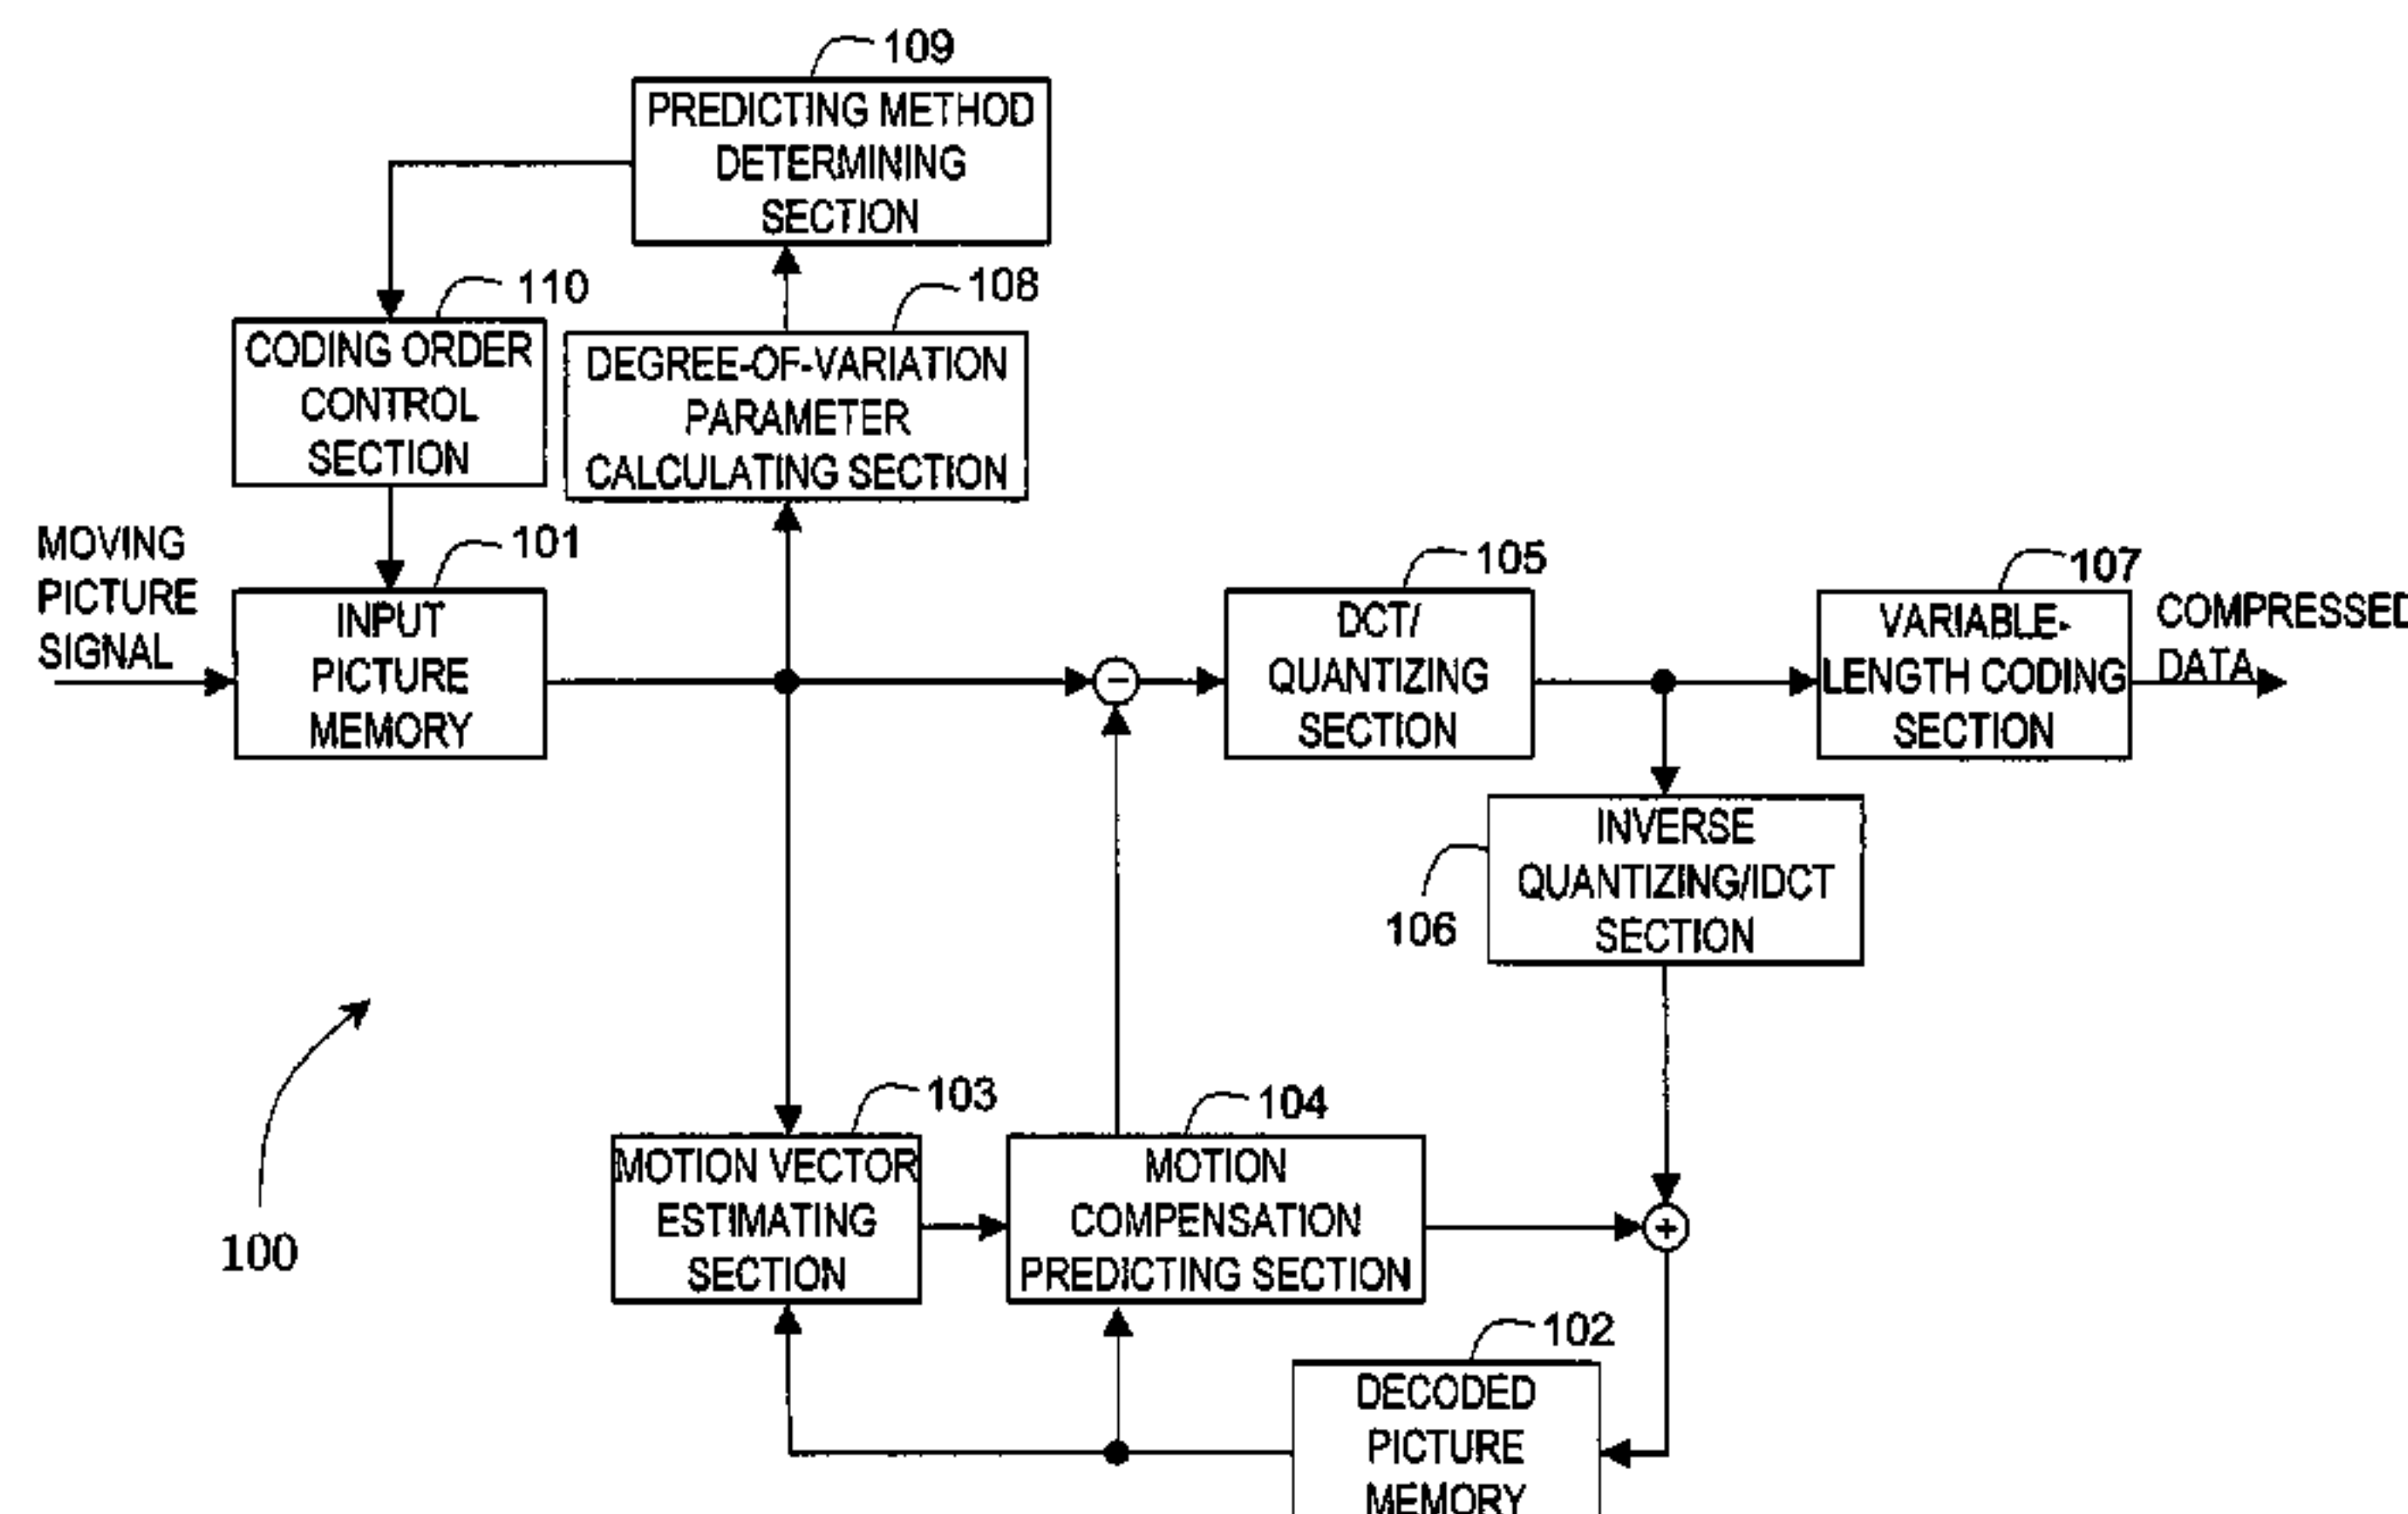 109
PREDICTING METHOD
DETERMINING
SECTION
110
CODING ORDER
CONTROL
SECTION
108
DEGREE-OF-VARIATION
PARAMETER
CALCULATING SECTION
MOVING
PICTURE
SIGNAL
101
INPUT
PICTURE
MEMORY
−
105
DCT/
QUANTIZING
SECTION
107
VARIABLE-
LENGTH CODING
SECTION
COMPRESSED
DATA
106
INVERSE
QUANTIZING/IDCT
SECTION
100
103
MOTION VECTOR
ESTIMATING
SECTION
104
MOTION
COMPENSATION
PREDICTING SECTION
+
102
DECODED
PICTURE
MEMORY